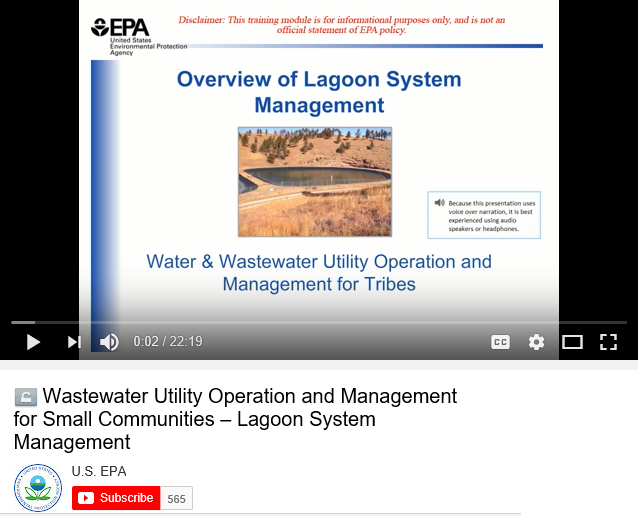 EPA
United States
Environmental Protection
Agency
Disclaimer: This training module is for informational purposes only, and is not an
official statement of EPA policy.
Overview of Lagoon System
Management
Because this presentation uses
voice over narration, it is best
experienced using audio
speakers or headphones.
Water & Wastewater Utility Operation and
Management for Tribes
0:02 / 22:19
CC
Wastewater Utility Operation and Management
for Small Communities – Lagoon System
Management
U.S. EPA
Subscribe 565